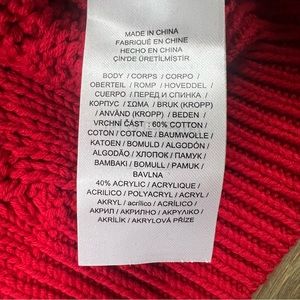 MADE IN CHINA
FABRIQUÉ EN CHINE
HECHO EN CHINA
ÇİN'DE ÜRETİLMİŞTİR
BODY / CORPS / CORPO /
OBERTEIL / ROMP / HOVEDDEL /
CUERPO / ПЕРЕД И СПИНКА /
КОРПУС / ΣΩΜΑ / BRUK (KROPP)
/ ANVÄND (KROPP) / BEDEN /
VRCHNÍ ČÁST : 60% COTTON /
COTON / COTONE / BAUMWOLLE /
KATOEN / BOMULD / ALGODÓN /
ALGODÃO / ХЛОПОК / ПАМУК /
BAMBAKI / BOMULL / PAMUK /
BAVLNA
40% ACRYLIC / ACRYLIQUE /
ACRILICO / POLYACRYL / ACRYL /
ACRYL / acrílico / ACRÍLICO /
АКРИЛ / АКРИЛНО / ΑΚΡΥΛΙΚΟ /
AKRİLİK / AKRYLOVÁ PŘÍZE